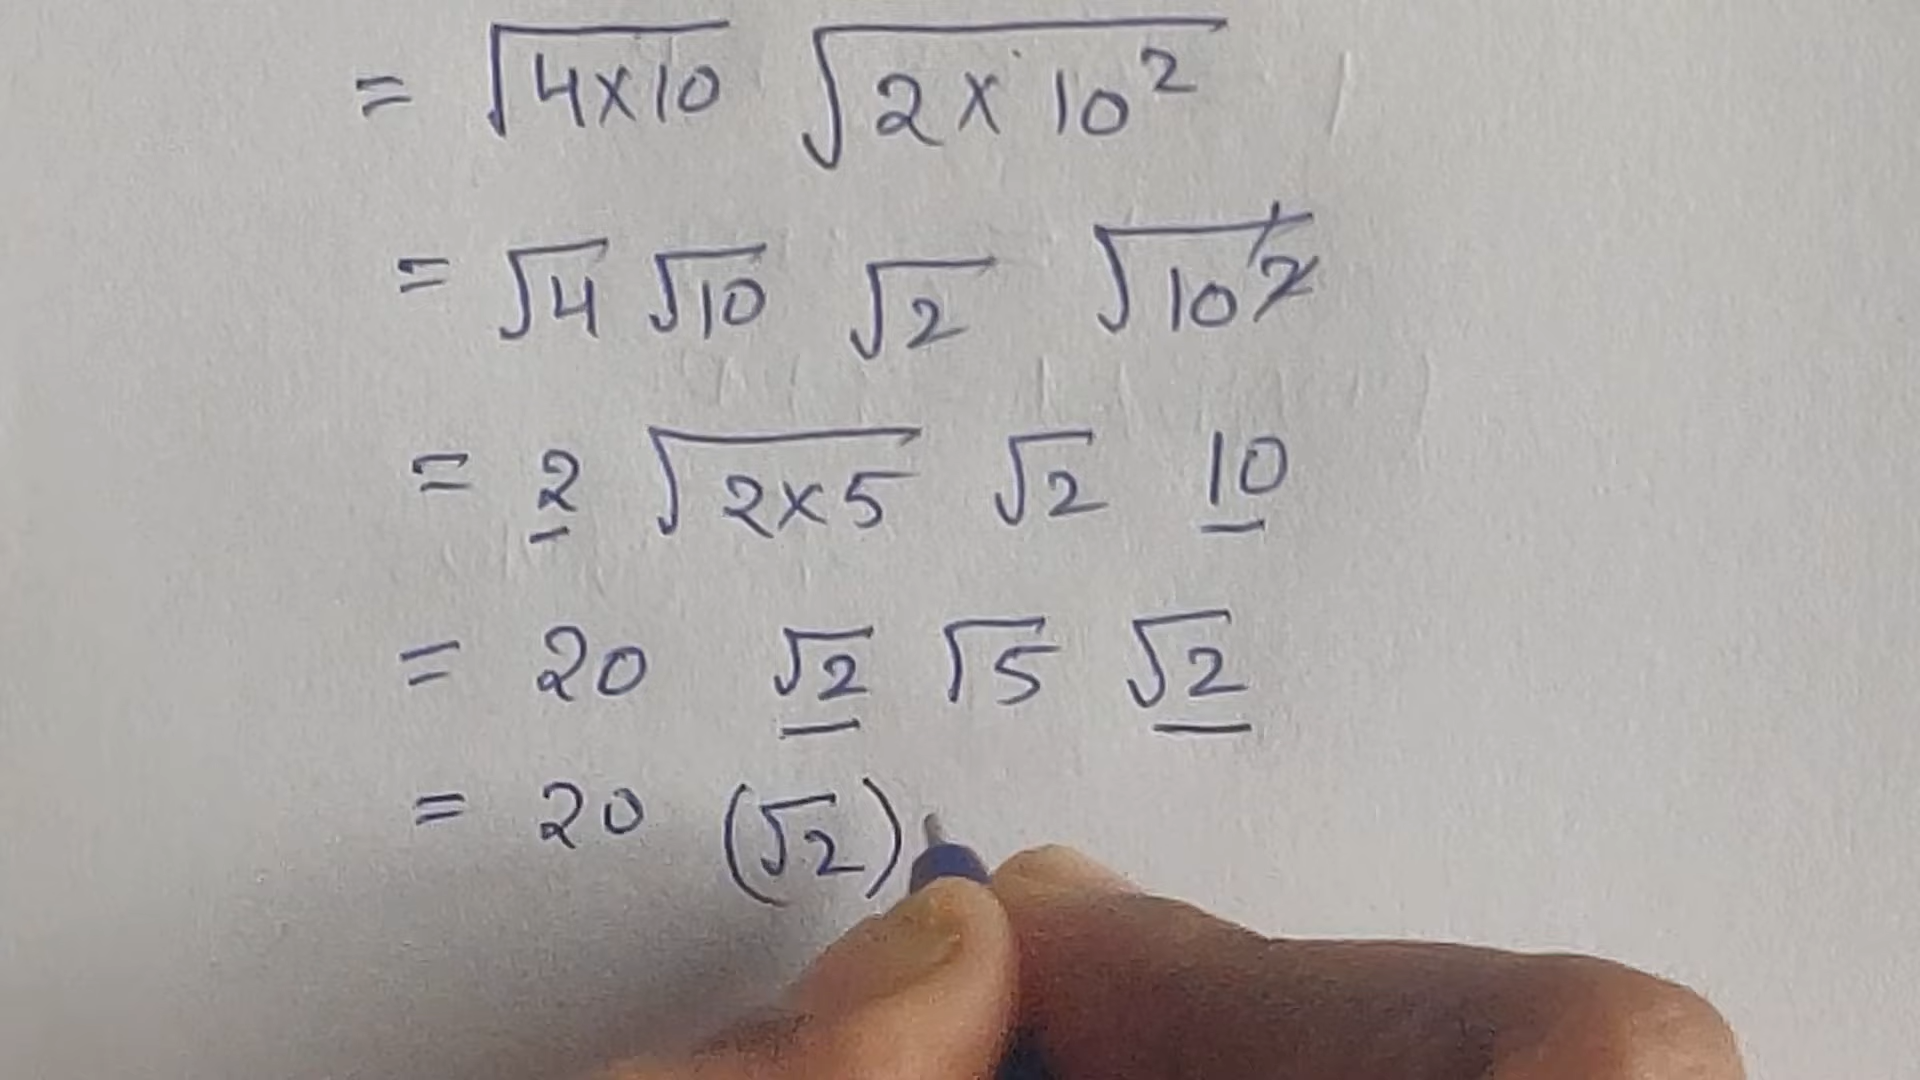 = √4×10 √2×10²
= √4 √10 √2 √10²
= 2 √2×5 √2 10
= 20 √2 √5 √2
= 20 (√2)